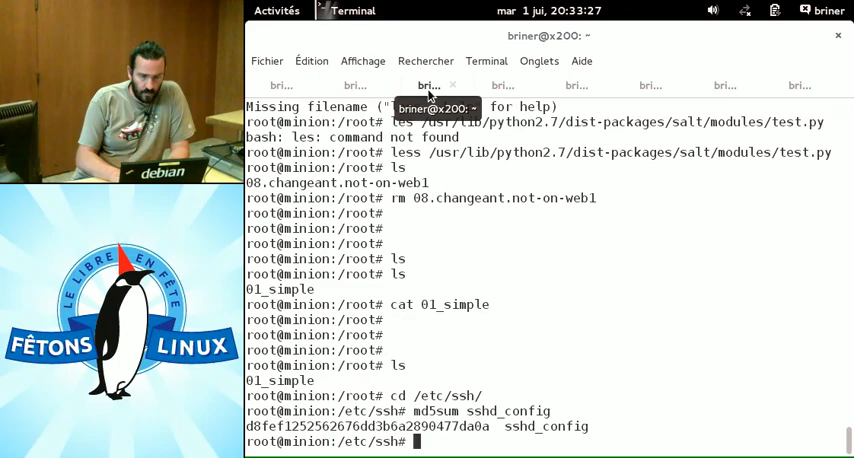 Activités
Terminal
mar 1 jui, 20:33:27
briner
briner@x200: ~
Fichier Édition Affichage Rechercher Terminal Onglets Aide
bri... bri... bri... bri... bri... bri... bri...
briner@x200: ~
Missing filename ("l for help)
root@minion:/root# les /usr/lib/python2.7/dist-packages/salt/modules/test.py
bash: les: command not found
root@minion:/root# less /usr/lib/python2.7/dist-packages/salt/modules/test.py
root@minion:/root# ls
08.changeant.not-on-web1
root@minion:/root# rm 08.changeant.not-on-web1
root@minion:/root#
root@minion:/root#
root@minion:/root#
root@minion:/root# ls
root@minion:/root# ls
01_simple
root@minion:/root# cat 01_simple
root@minion:/root#
root@minion:/root#
root@minion:/root#
root@minion:/root# ls
01_simple
root@minion:/root# cd /etc/ssh/
root@minion:/etc/ssh# md5sum sshd_config
d8fef1252562676dd3b6a2890477da0a sshd_config
root@minion:/etc/ssh#
debian
LE LIBRE EN FÊTE
FÊTONS LINUX